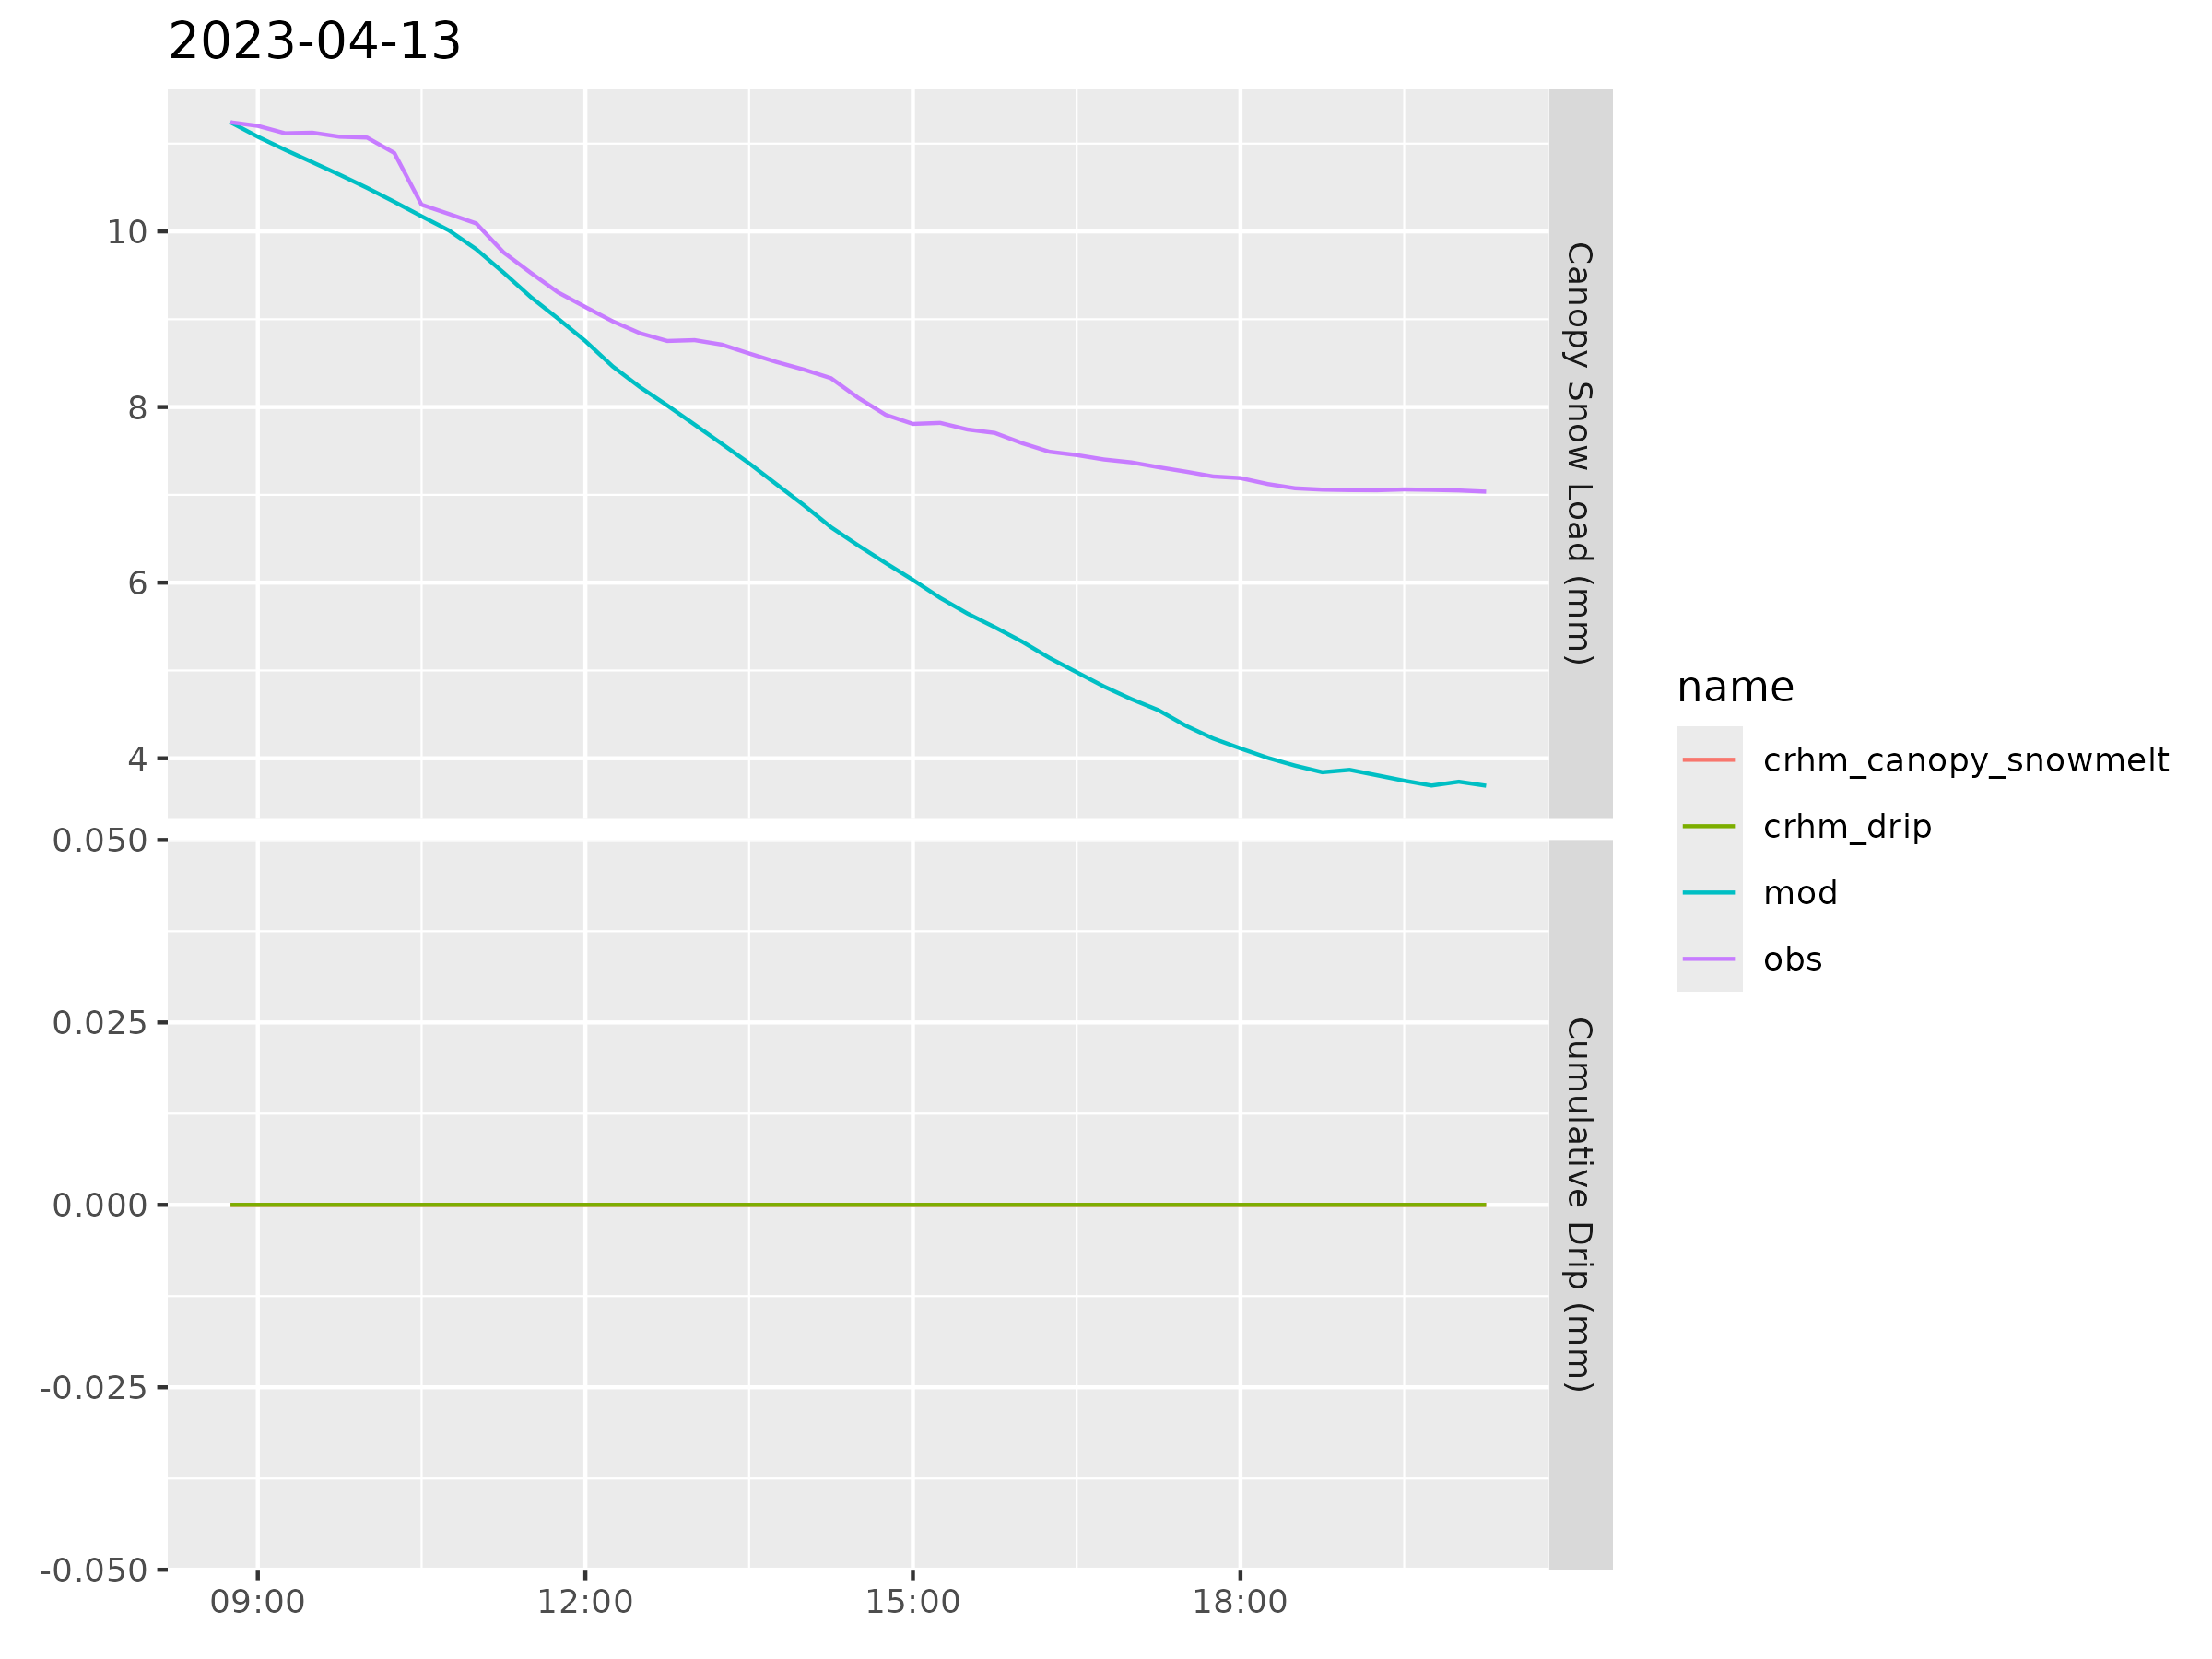 2023-04-13
10
8
6
4
Canopy Snow Load (mm)
0.050
0.025
0.000
-0.025
-0.050
Cumulative Drip (mm)
09:00
12:00
15:00
18:00
name
crhm_canopy_snowmelt
crhm_drip
mod
obs